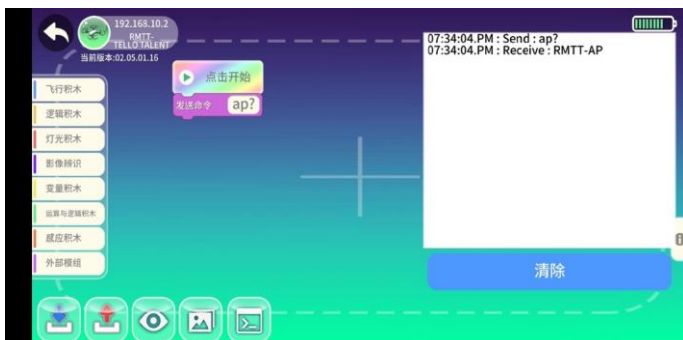 192.168.10.2
RMTT-
TELLO TALENT
当前版本:02.05.01.16
飞行积木
逻辑积木
灯光积木
影像辨识
变量积木
运算与逻辑积木
感应积木
外部模组
点击开始
发送命令 ap?
07:34:04.PM : Send : ap?
07:34:04.PM : Receive : RMTT-AP
清除